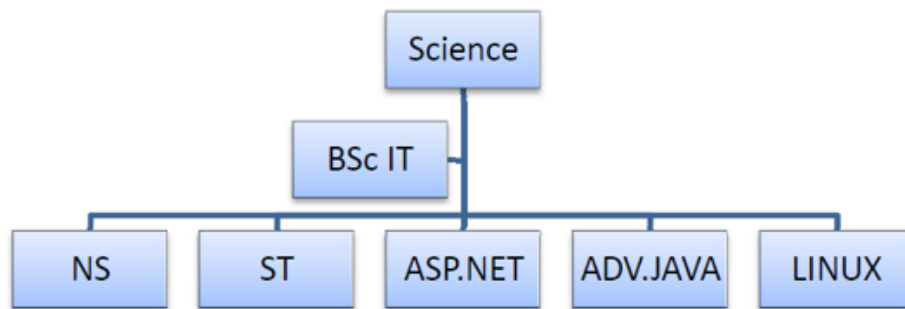 Science
BSc IT
NS
ST
ASP.NET
ADV.JAVA
LINUX